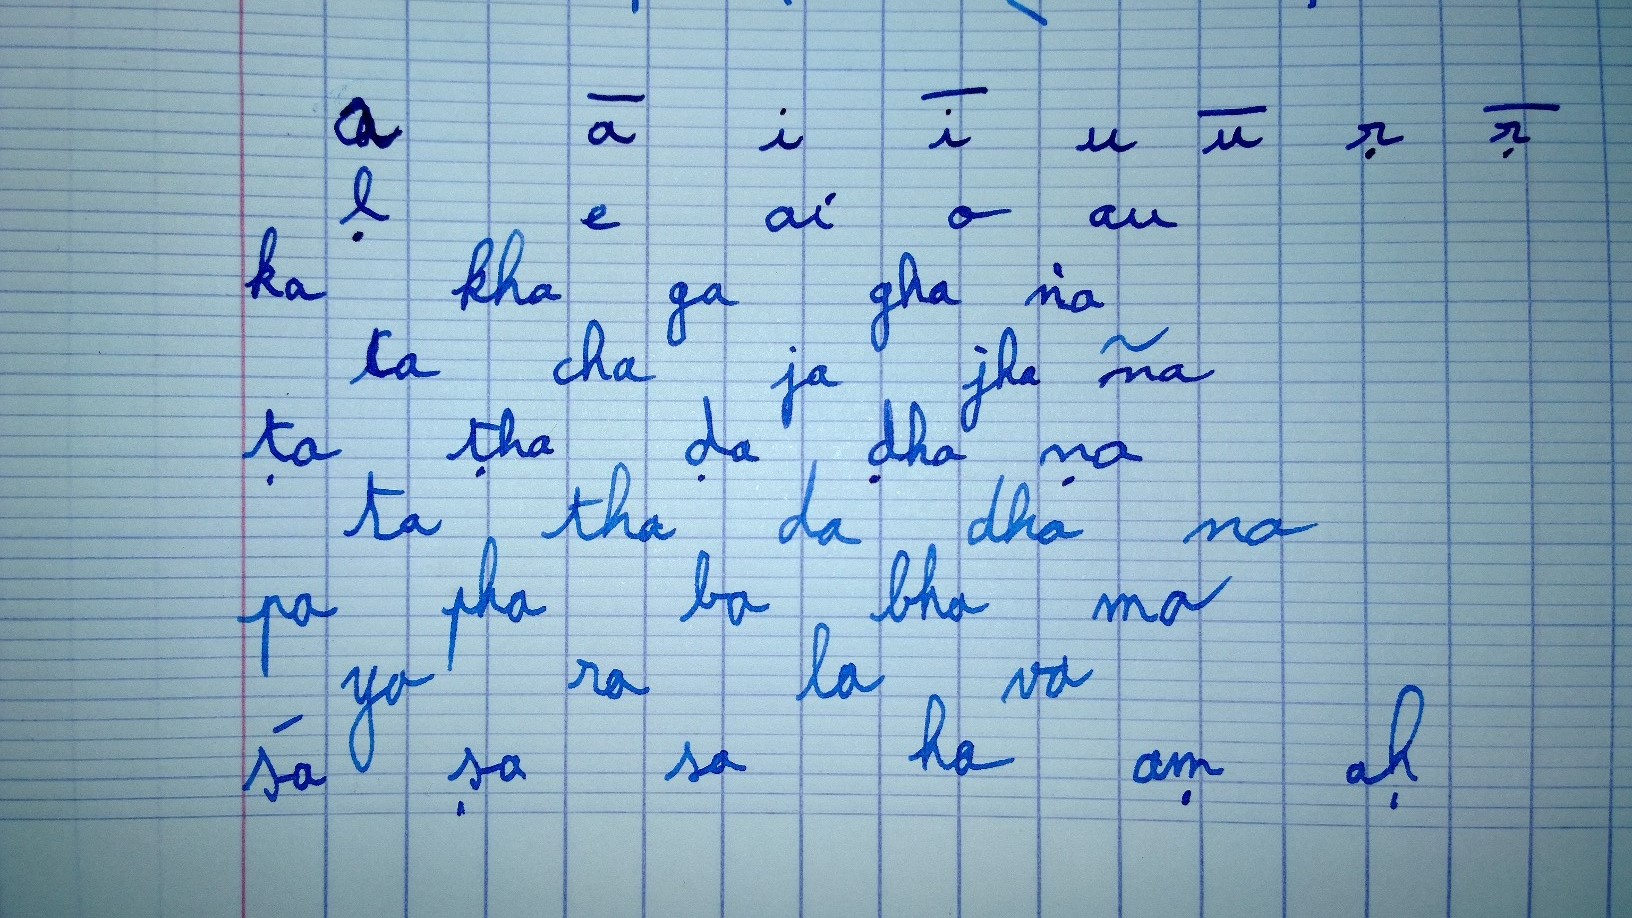 a ā i ī u ū ṛ ṝ
ḷ e ai o au
ka kha ga gha ṅa
ca cha ja jha ña
ṭa ṭha ḍa ḍha ṇa
ta tha da dha na
pa pha ba bha ma
ya ra la va
śa ṣa sa ha aṃ aḥ